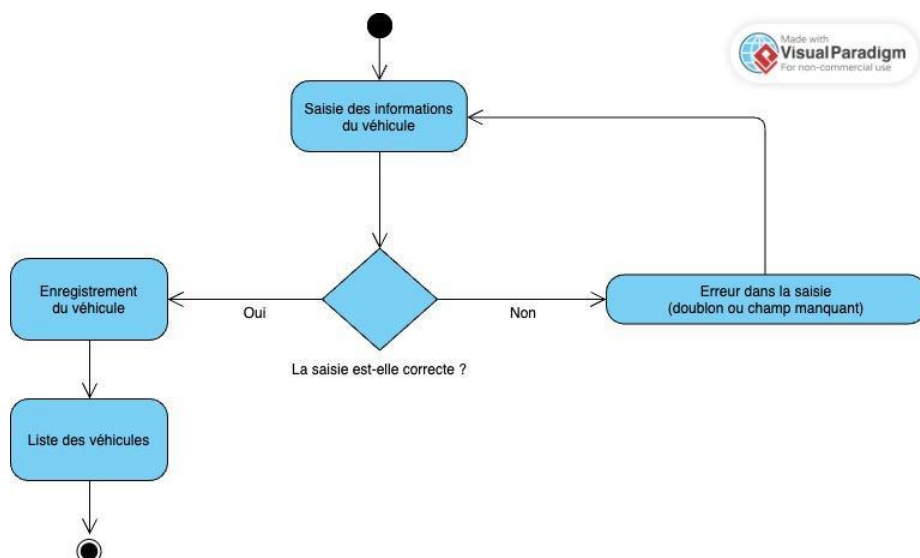 Made with
Visual Paradigm
For non-commercial use
Saisie des informations
du véhicule
Enregistrement
du véhicule
Oui
Non
Erreur dans la saisie
(doublon ou champ manquant)
La saisie est-elle correcte ?
Liste des véhicules